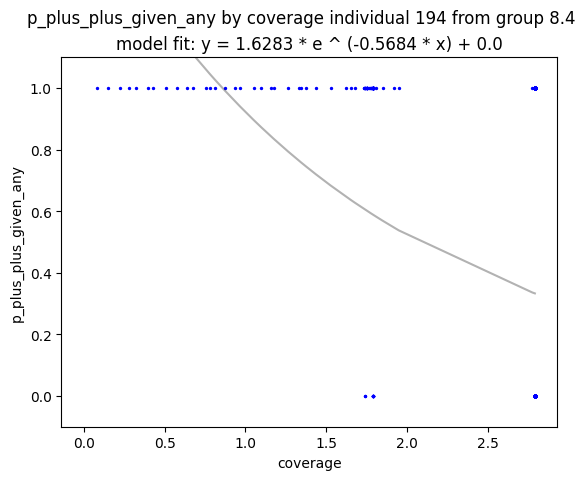 p_plus_plus_given_any by coverage individual 194 from group 8.4
model fit: y = 1.6283 * e ^ (-0.5684 * x) + 0.0
1.0
0.8
0.6
0.4
0.2
0.0
p_plus_plus_given_any
0.0 0.5 1.0 1.5 2.0 2.5
coverage